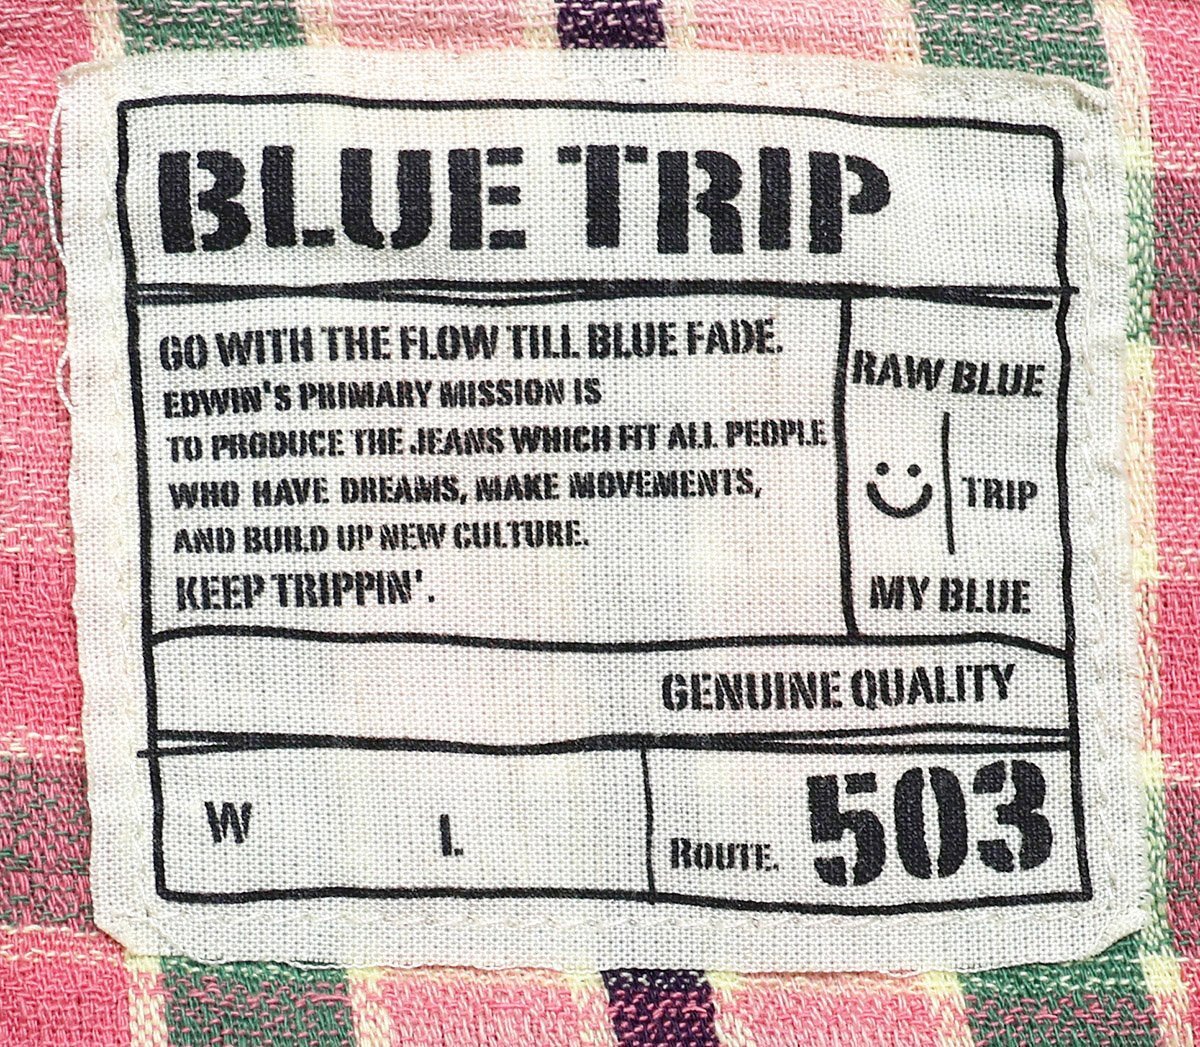 BLUE TRIP
GO WITH THE FLOW TILL BLUE FADE.
EDWIN'S PRIMARY MISSION IS
TO PRODUCE THE JEANS WHICH FIT ALL PEOPLE
WHO HAVE DREAMS, MAKE MOVEMENTS,
AND BUILD UP NEW CULTURE.
KEEP TRIPPIN'.
RAW BLUE
TRIP
MY BLUE
GENUINE QUALITY
W L
ROUTE. 503